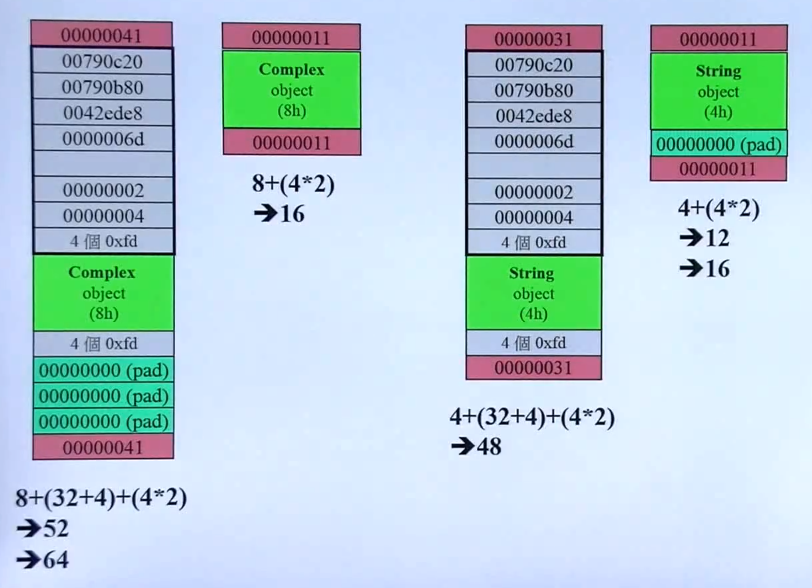 00000041
00790c20
00790b80
0042ede8
0000006d
00000002
00000004
4 個 0xfd
Complex
object
(8h)
4 個 0xfd
00000000 (pad)
00000000 (pad)
00000000 (pad)
00000041
8+(32+4)+(4*2)
➔52
➔64
00000011
Complex
object
(8h)
00000011
8+(4*2)
➔16
00000031
00790c20
00790b80
0042ede8
0000006d
00000002
00000004
4 個 0xfd
String
object
(4h)
4 個 0xfd
00000031
4+(32+4)+(4*2)
➔48
00000011
String
object
(4h)
00000000 (pad)
00000011
4+(4*2)
➔12
➔16